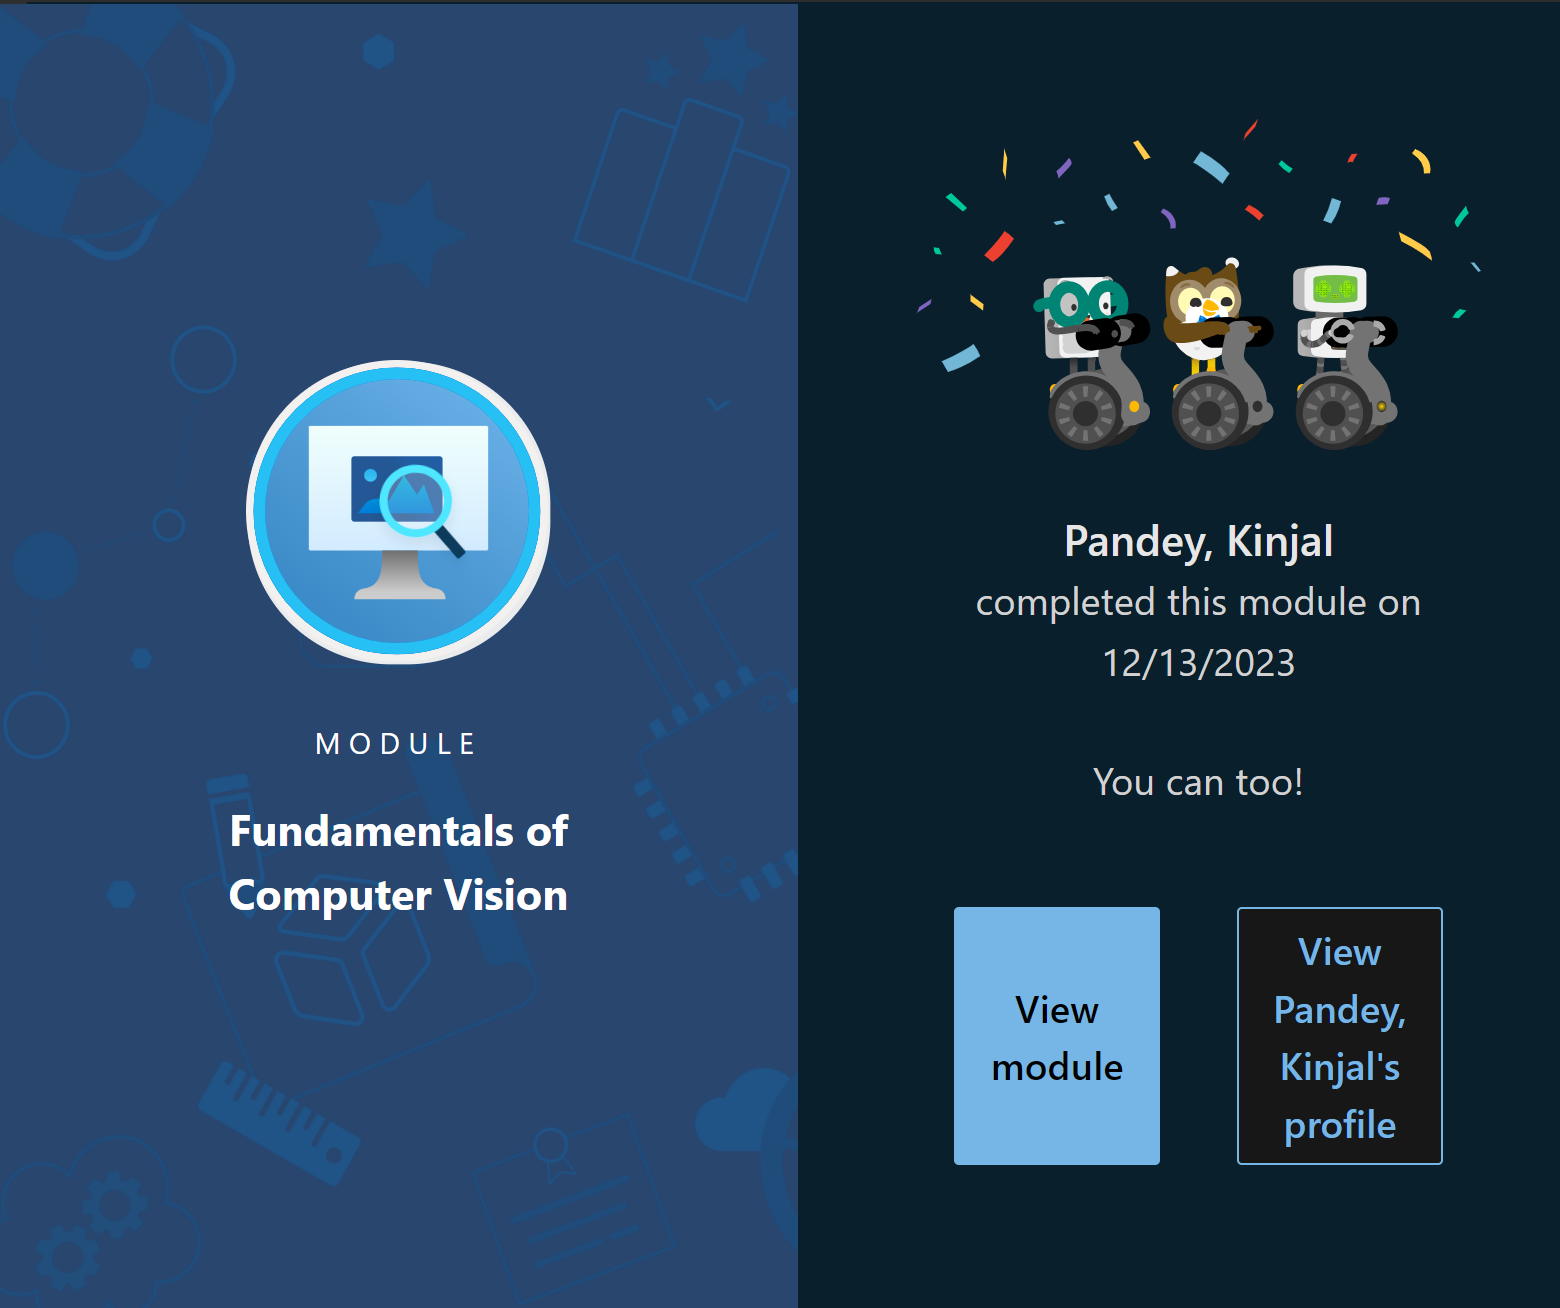 MODULE
Fundamentals of
Computer Vision
Pandey, Kinjal
completed this module on
12/13/2023
You can too!
View
module
View
Pandey,
Kinjal's
profile